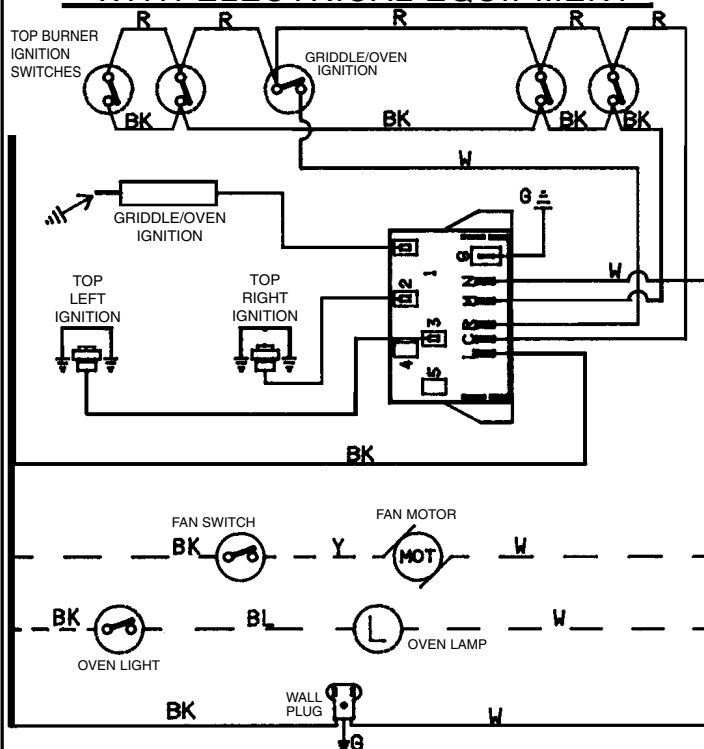 WITH ELECTRICAL EQUIPMENT
R R R R
TOP BURNER
IGNITION
SWITCHES
GRIDDLE/OVEN
IGNITION
BK BK BK BK
W
GRIDDLE/OVEN
IGNITION
G
TOP
LEFT
IGNITION
TOP
RIGHT
IGNITION
1
2
3
4
5
G
N
R
C
L
W
BK
FAN SWITCH
FAN MOTOR
BK Y MOT W
BK BL L W
OVEN LIGHT
OVEN LAMP
WALL
PLUG
BK W
G